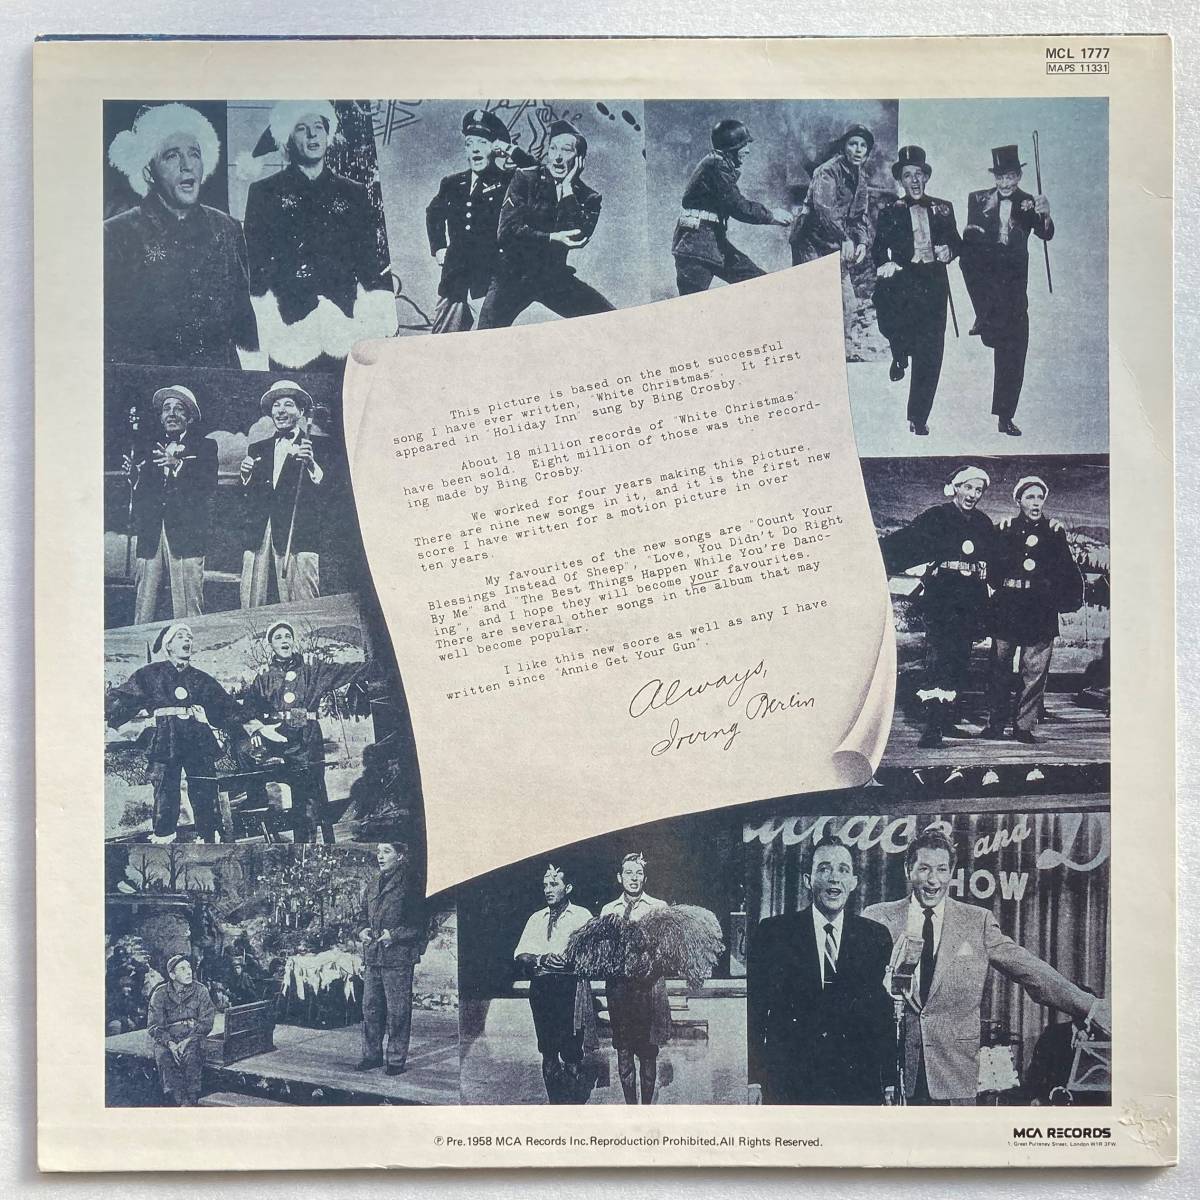 MCL 1777
MAPS 11331
This picture is based on the most successful
song I have ever written, "White Christmas". It first
appeared in "Holiday Inn" sung by Bing Crosby.
About 18 million records of "White Christmas"
have been sold. Eight million of those was the record-
ing made by Bing Crosby.
We worked for four years making this picture.
There are nine new songs in it, and it is the first new
score I have written for a motion picture in over
ten years.
My favourites of the new songs are "Count Your
Blessings Instead Of Sheep", "Love, You Didn't Do Right
By Me" and "The Best Things Happen While You're Danc-
ing", and I hope they will become your favourites.
There are several other songs in the album that may
well become popular.
I like this new score as well as any I have
written since "Annie Get Your Gun".
Always,
Irving Berlin
and D
HOW
℗ Pre.1958 MCA Records Inc.Reproduction Prohibited.All Rights Reserved.
MCA RECORDS
1. Great Pulteney Street, London W1R 3FW.